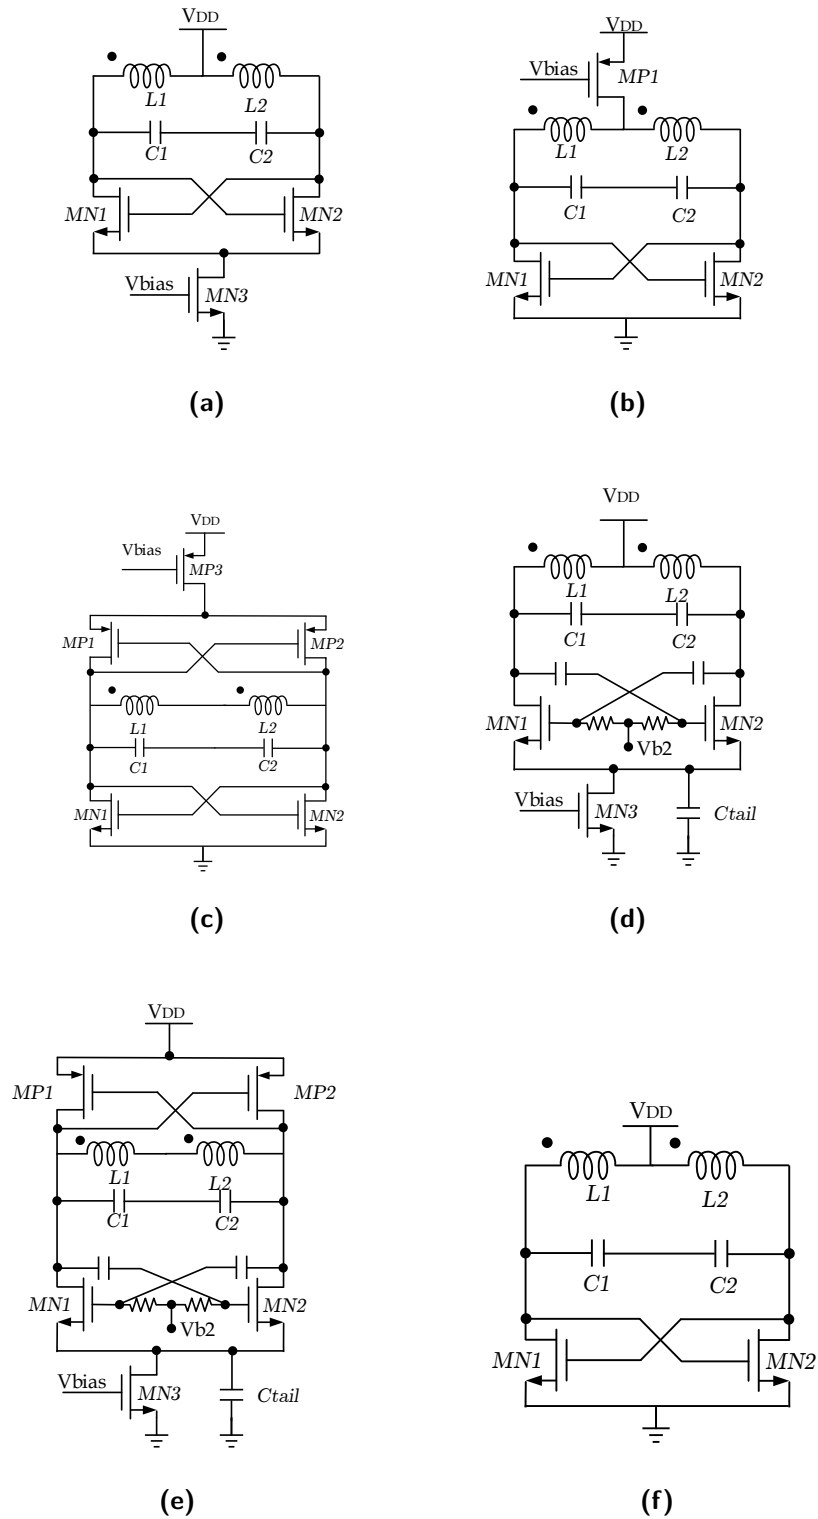 VDD
L1
L2
C1
C2
MN1
MN2
Vbias
MN3
(a)
VDD
Vbias
MP1
L1
L2
C1
C2
MN1
MN2
(b)
VDD
Vbias
MP3
MP1
MP2
L1
L2
C1
C2
MN1
MN2
(c)
VDD
L1
L2
C1
C2
MN1
MN2
Vb2
Vbias
MN3
Ctail
(d)
VDD
MP1
MP2
L1
L2
C1
C2
MN1
MN2
Vb2
Vbias
MN3
Ctail
(e)
VDD
L1
L2
C1
C2
MN1
MN2
(f)